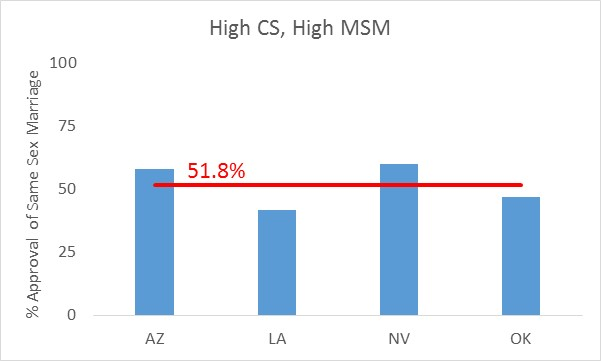 High CS, High MSM
% Approval of Same Sex Marriage
100
75
50
25
0
51.8%
AZ LA NV OK